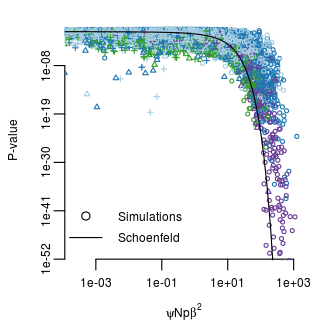 P-value
1e-08
1e-19
1e-30
1e-41
1e-52
Simulations
Schoenfeld
1e-03 1e-01 1e+01 1e+03
ψNpβ²